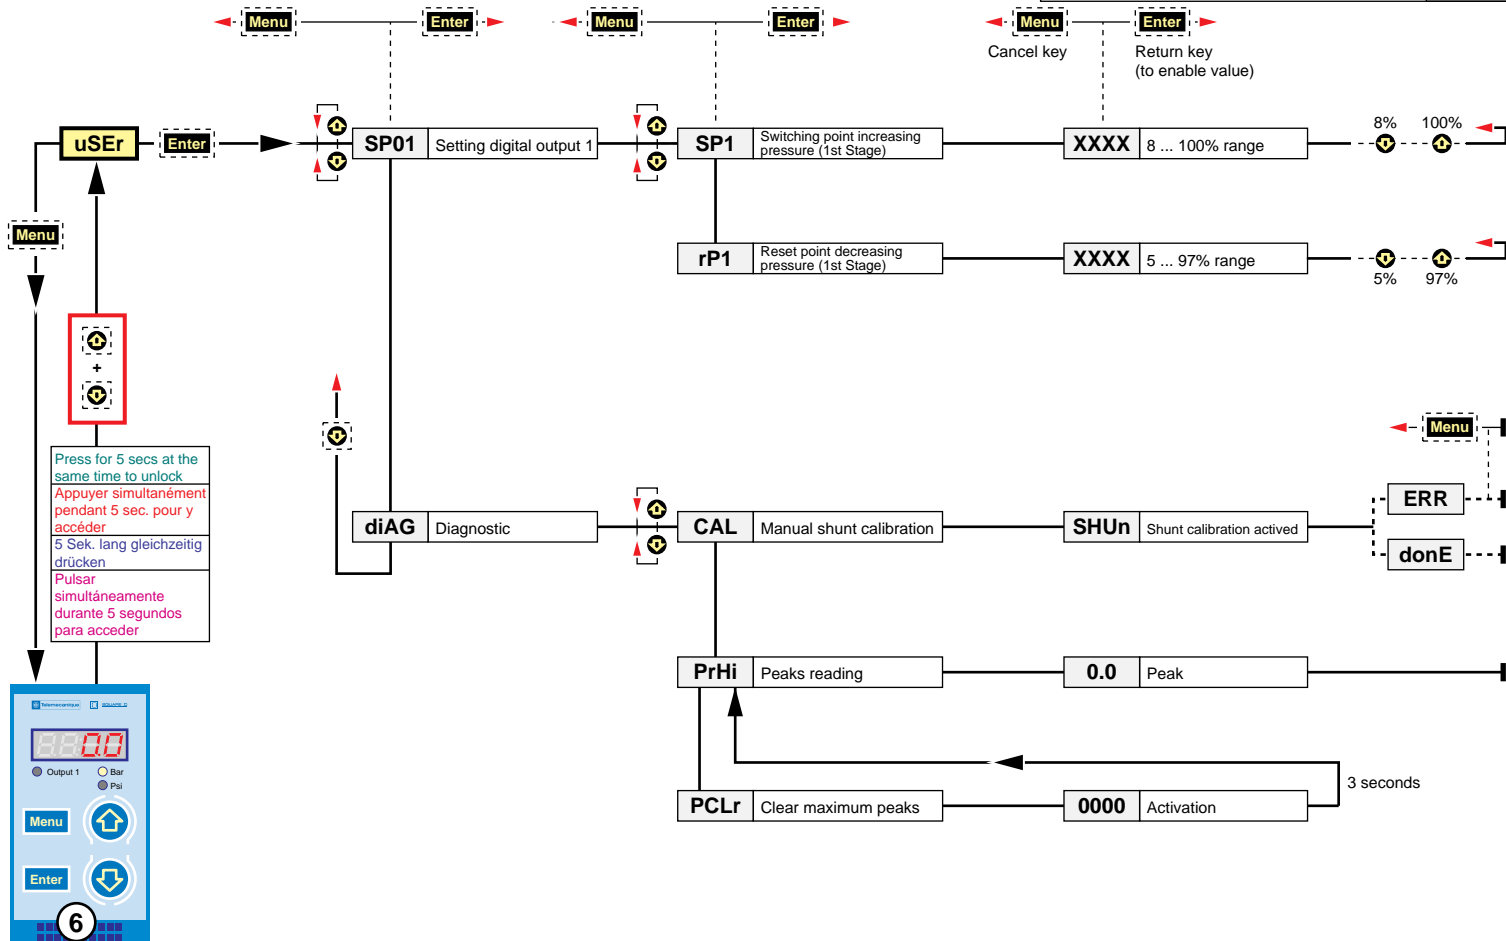 Menu Enter Menu Enter Menu Enter
Cancel key Return key
(to enable value)
uSEr Enter SP01 Setting digital output 1 SP1 Switching point increasing
pressure (1st Stage) XXXX 8 ... 100% range 8% 100%
Menu
rP1 Reset point decreasing
pressure (1st Stage) XXXX 5 ... 97% range 5% 97%
+
Press for 5 secs at the
same time to unlock
Appuyer simultanément
pendant 5 sec. pour y
accéder
5 Sek. lang gleichzeitig
drücken
Pulsar
simultáneamente
durante 5 segundos
para acceder
Menu
diAG Diagnostic CAL Manual shunt calibration SHUn Shunt calibration actived
ERR
donE
PrHi Peaks reading 0.0 Peak
3 seconds
PCLr Clear maximum peaks 0000 Activation
Telemecanique SQUARE D
0.0
Output 1 Bar
Psi
Menu
Enter
6